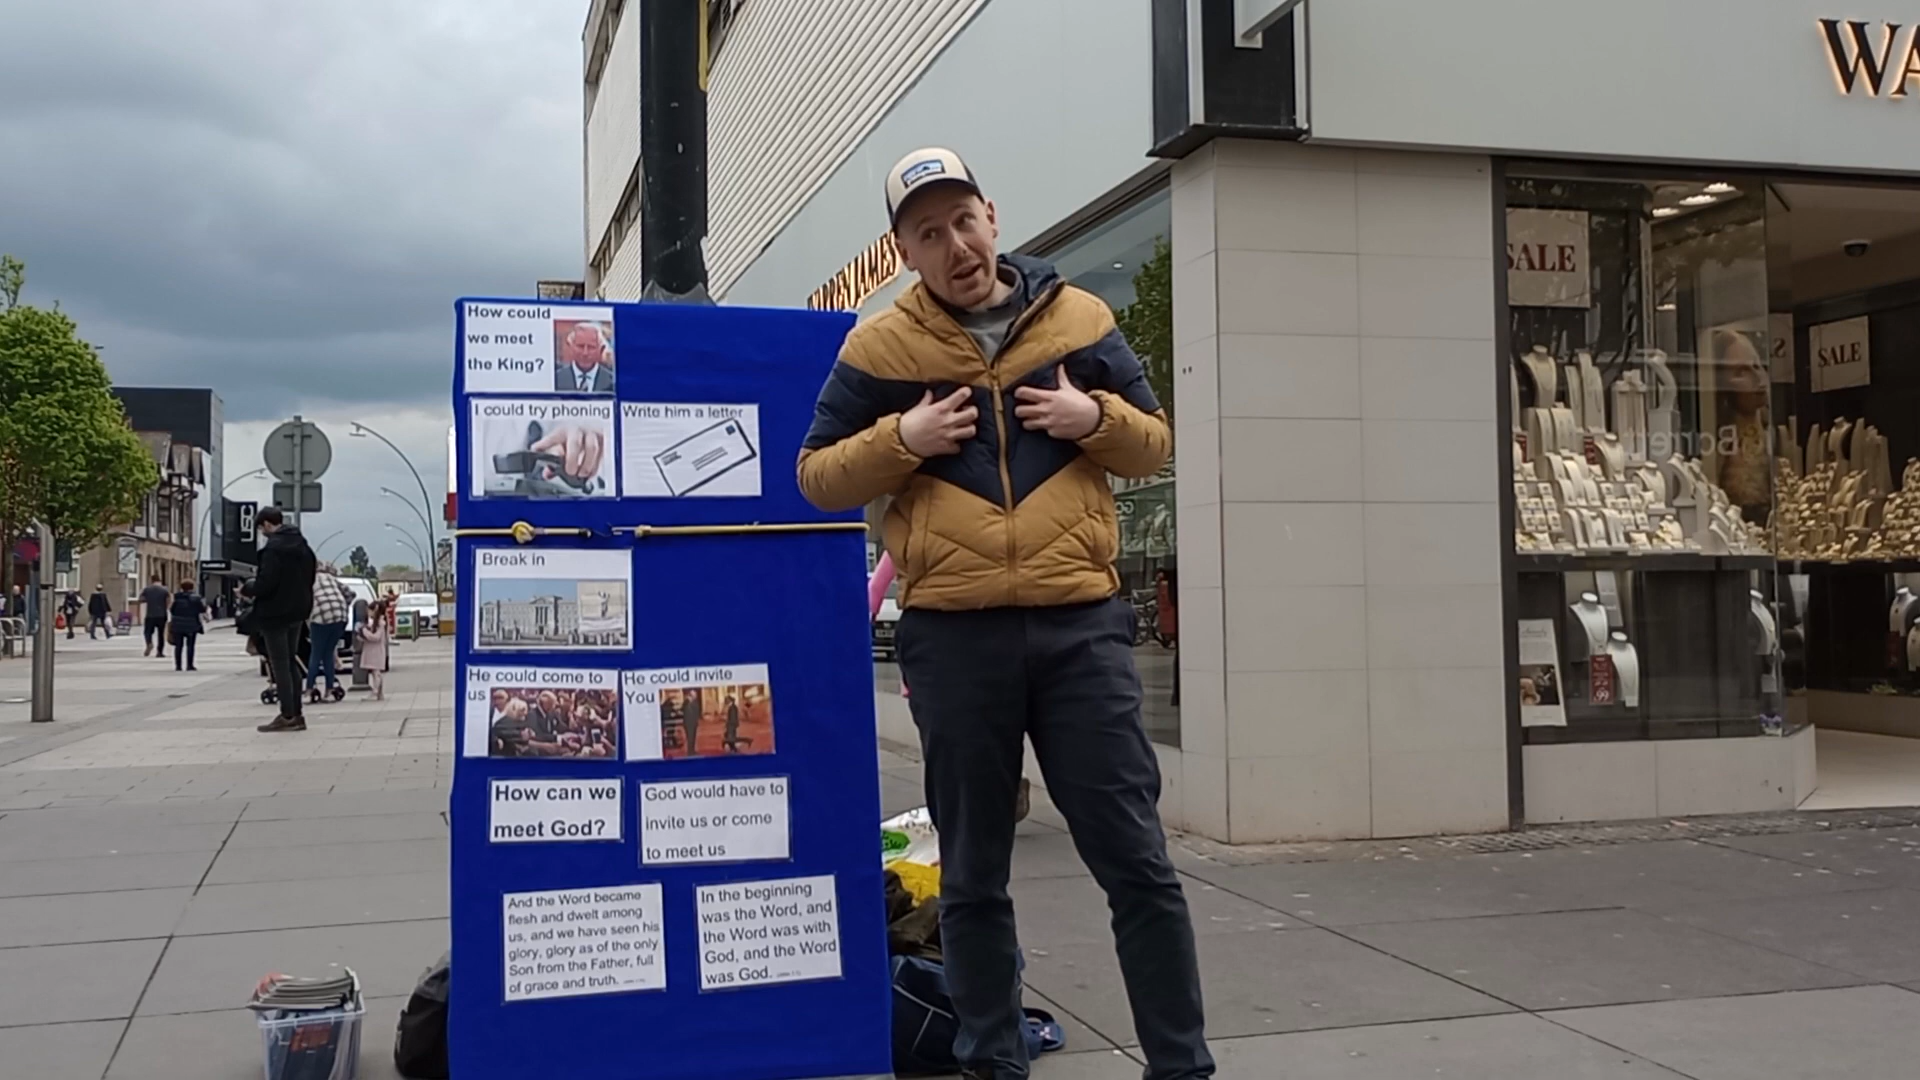 How could
we meet
the King?
I could try phoning
Write him a letter
Break in
He could come to
us
He could invite
You
How can we
meet God?
God would have to
invite us or come
to meet us
And the Word became
flesh and dwelt among
us, and we have seen his
glory, glory as of the only
Son from the Father, full
of grace and truth.
In the beginning
was the Word, and
the Word was with
God, and the Word
was God.
WARREN JAMES
WA
SALE
SALE
USC